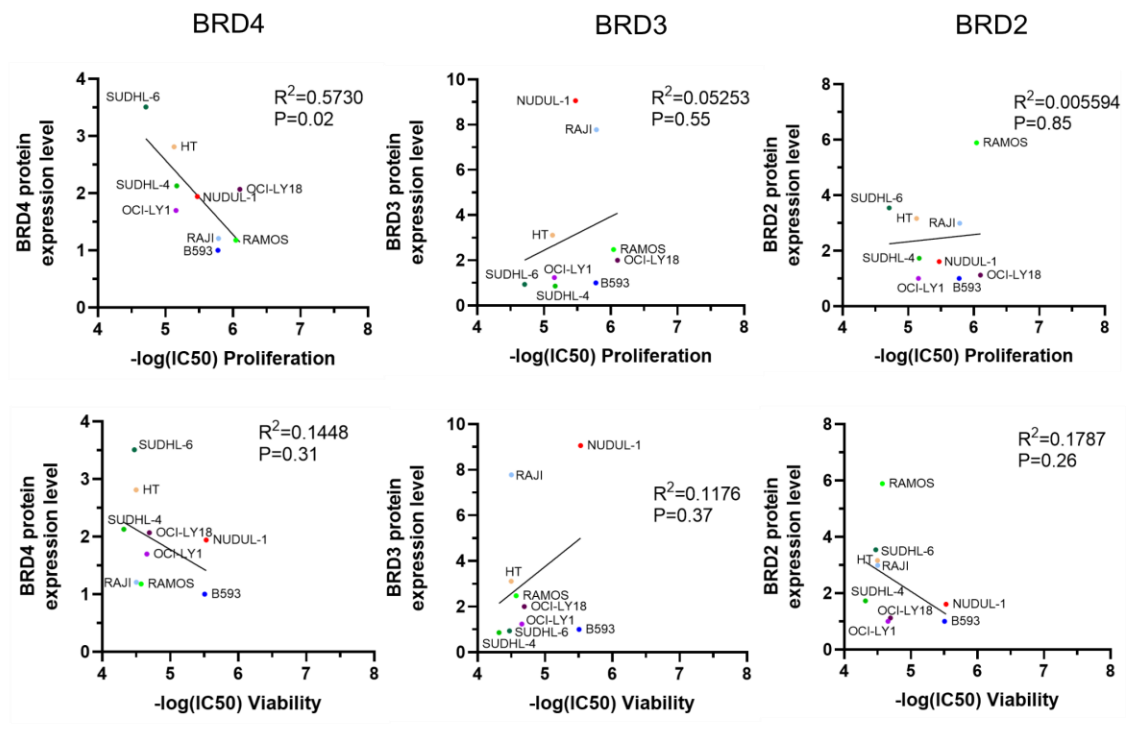 BRD4
BRD3
BRD2
BRD4 protein
expression level
4
3
2
1
0
SUDHL-6
HT
SUDHL-4
NUDUL-1
OCI-LY18
OCI-LY1
RAJI
RAMOS
B593
R²=0.5730
P=0.02
4 5 6 7 8
-log(IC50) Proliferation
BRD3 protein
expression level
10
8
6
4
2
0
NUDUL-1
RAJI
HT
RAMOS
OCI-LY18
SUDHL-6
OCI-LY1
SUDHL-4
B593
R²=0.05253
P=0.55
4 5 6 7 8
-log(IC50) Proliferation
BRD2 protein
expression level
8
6
4
2
0
RAMOS
SUDHL-6
HT
RAJI
SUDHL-4
NUDUL-1
OCI-LY18
OCI-LY1
B593
R²=0.005594
P=0.85
4 5 6 7 8
-log(IC50) Proliferation
BRD4 protein
expression level
4
3
2
1
0
SUDHL-6
HT
SUDHL-4
OCI-LY18
NUDUL-1
OCI-LY1
RAJI
RAMOS
B593
R²=0.1448
P=0.31
4 5 6 7 8
-log(IC50) Viability
BRD3 protein
expression level
10
8
6
4
2
0
NUDUL-1
RAJI
HT
RAMOS
OCI-LY18
OCI-LY1
SUDHL-6
SUDHL-4
B593
R²=0.1176
P=0.37
4 5 6 7 8
-log(IC50) Viability
BRD2 protein
expression level
8
6
4
2
0
RAMOS
SUDHL-6
HT
RAJI
SUDHL-4
NUDUL-1
OCI-LY18
OCI-LY1
B593
R²=0.1787
P=0.26
4 5 6 7 8
-log(IC50) Viability